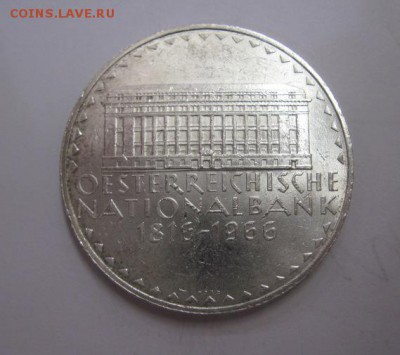 COINS.LAVE.RU
OESTERREICHISCHE
NATIONALBANK
1816-1966